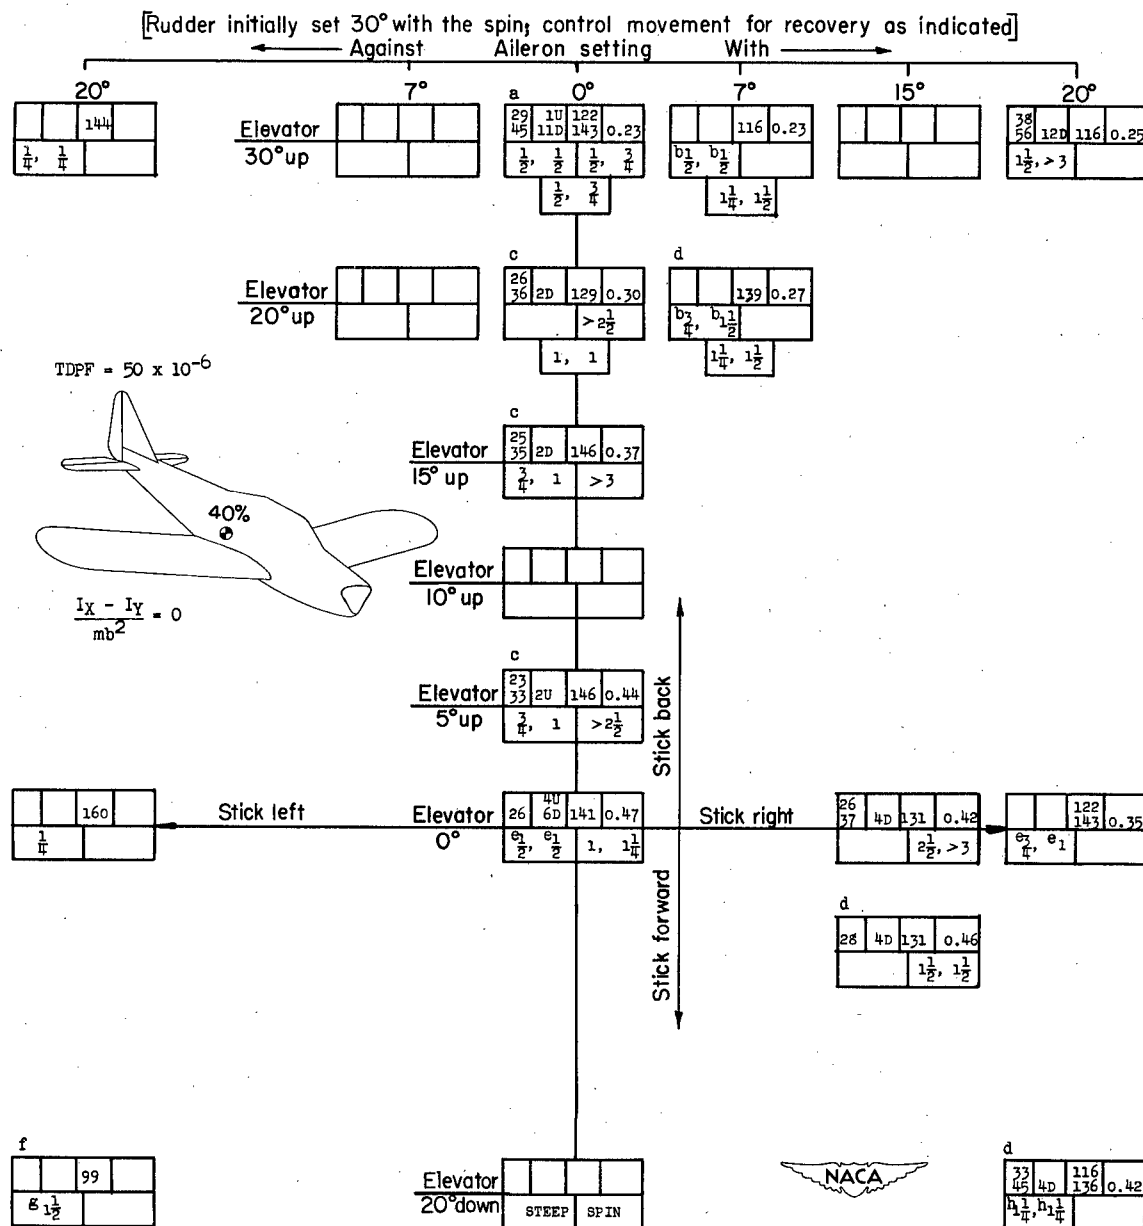 [Rudder initially set 30° with the spin; control movement for recovery as indicated]
Against Aileron setting With
20° 7° 0° 7° 15° 20°
a
144
1/4, 1/4
Elevator
30° up
29 45 1U 11D 122 143 0.23
1/2, 1/2 1/2, 3/4
1/2, 3/4
116 0.23
b1/2, b1/2
1 1/4, 1 1/2
38 56 12D 116 0.25
1 1/2, >3
c
d
Elevator
20° up
26 36 2D 129 0.30
>2 1/2
1, 1
139 0.27
b3/4, b1 1/2
1 1/4, 1 1/2
TDPF = 50 x 10⁻⁶
40%
I_X - I_Y
mb² = 0
c
Elevator
15° up
25 35 2D 146 0.37
3/4, 1 >3
Elevator
10° up
c
Elevator
5° up
23 33 2U 146 0.44
3/4, 1 >2 1/2
Stick back
160
1/4
Stick left
Elevator
0°
26 4U 6D 141 0.47
e1/2, e1/2 1, 1 1/4
Stick right
26 37 4D 131 0.42
2 1/2, >3
122 143 0.35
e3/4, e1
Stick forward
d
28 4D 131 0.46
1 1/2, 1 1/2
f
99
g1 1/2
Elevator
20° down
STEEP SPIN
NACA
d
33 45 4D 116 136 0.42
h1 1/4, h1 1/4